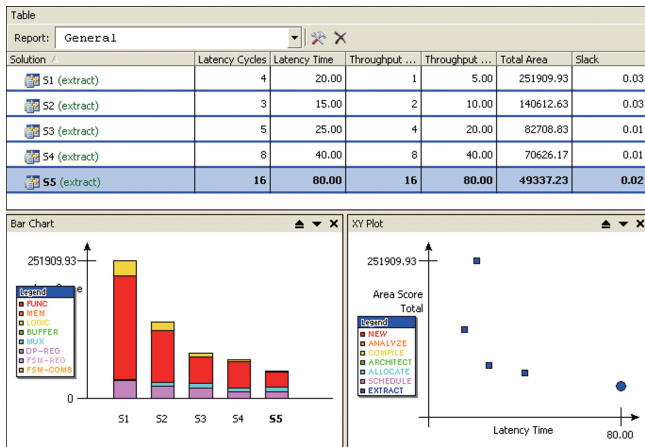 Table
Report: General
Solution Latency Cycles Latency Time Throughput ... Throughput ... Total Area Slack
S1 (extract) 4 20.00 1 5.00 251909.93 0.03
S2 (extract) 3 15.00 2 10.00 140612.63 0.03
S3 (extract) 5 25.00 4 20.00 82708.83 0.01
S4 (extract) 8 40.00 8 40.00 70626.17 0.01
S5 (extract) 16 80.00 16 80.00 49337.23 0.02
Bar Chart
251909.93
Legend
FUNC
MEM
LOGIC
BUFFER
MUX
DP-REG
FSM-REG
FSM-COMB
0
S1 S2 S3 S4 S5
XY Plot
251909.93
Area Score
Total
Legend
NEW
ANALYZE
COMPILE
ARCHITECT
ALLOCATE
SCHEDULE
EXTRACT
Latency Time
80.00